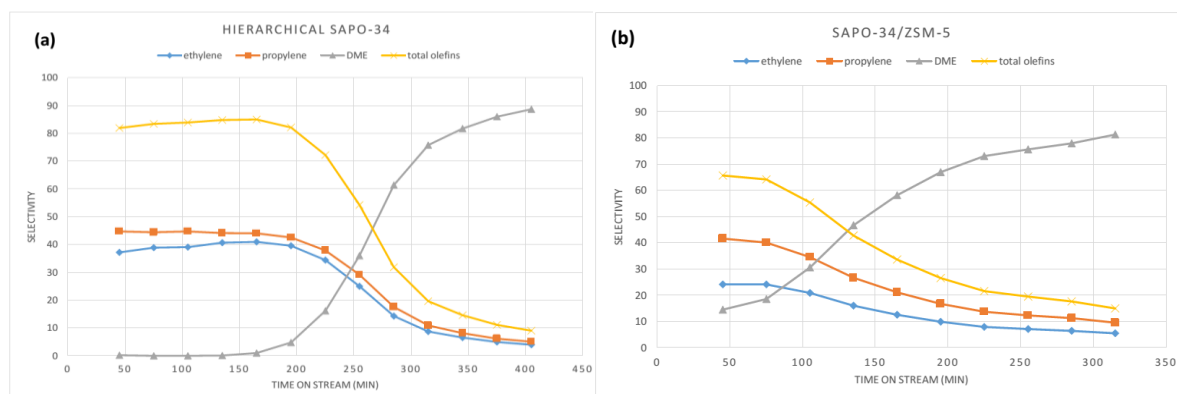 (a)
HIERARCHICAL SAPO-34
ethylene propylene DME total olefins
100
90
80
70
60
50
40
30
20
10
0
SELECTIVITY
0 50 100 150 200 250 300 350 400 450
TIME ON STREAM (MIN)
(b)
SAPO-34/ZSM-5
ethylene propylene DME total olefins
100
90
80
70
60
50
40
30
20
10
0
SELECTIVITY
0 50 100 150 200 250 300 350
TIME ON STREAM (MIN)